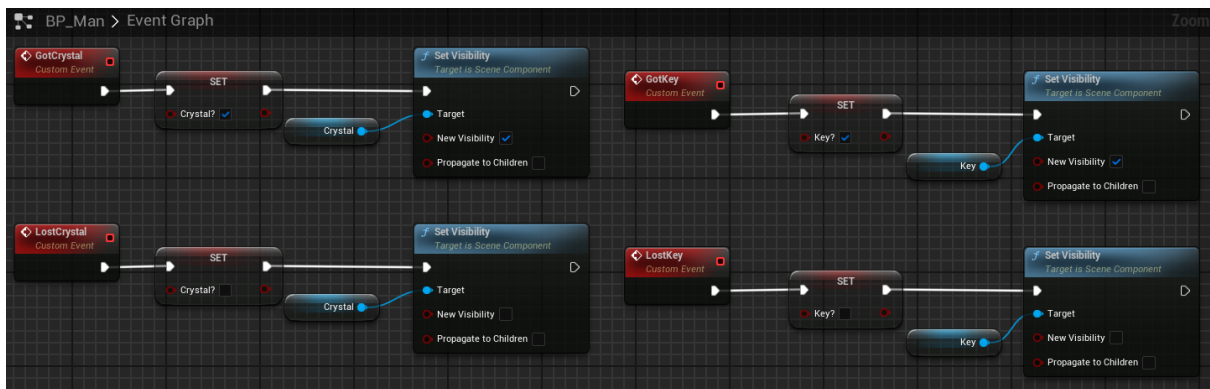 BP_Man > Event Graph
Zoom
GotCrystal
Custom Event
SET
Crystal?
Crystal
Set Visibility
Target is Scene Component
Target
New Visibility
Propagate to Children
GotKey
Custom Event
SET
Key?
Key
Set Visibility
Target is Scene Component
Target
New Visibility
Propagate to Children
LostCrystal
Custom Event
SET
Crystal?
Crystal
Set Visibility
Target is Scene Component
Target
New Visibility
Propagate to Children
LostKey
Custom Event
SET
Key?
Key
Set Visibility
Target is Scene Component
Target
New Visibility
Propagate to Children